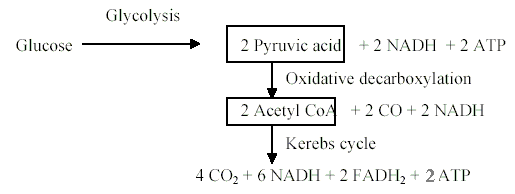 Glycolysis
Glucose 2 Pyruvic acid + 2 NADH + 2 ATP
Oxidative decarboxylation
2 Acetyl CoA + 2 CO + 2 NADH
Kerebs cycle
4 CO₂ + 6 NADH + 2 FADH₂ + 2 ATP